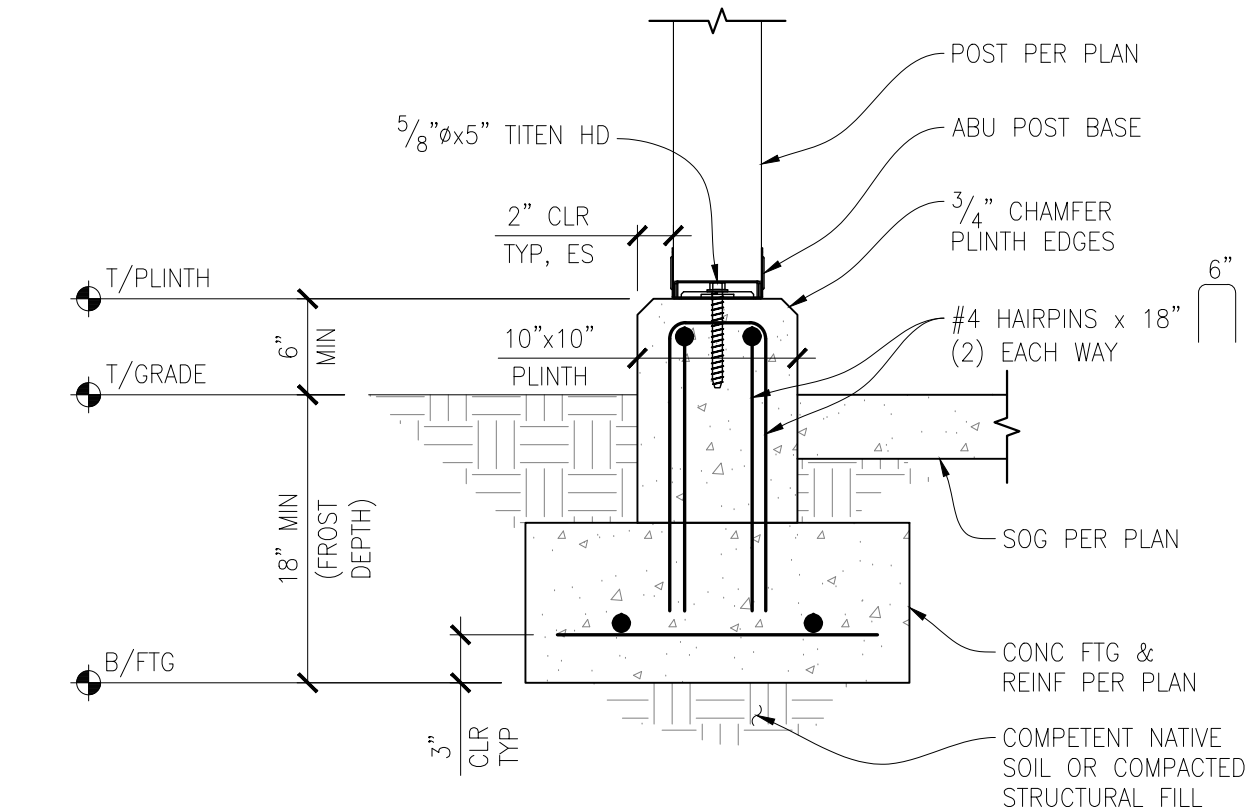 POST PER PLAN
5/8"øx5" TITEN HD
ABU POST BASE
2" CLR
TYP, ES
3/4" CHAMFER
PLINTH EDGES
T/PLINTH
6"
#4 HAIRPINS x 18"
(2) EACH WAY
10"x10"
PLINTH
6"
MIN
T/GRADE
18" MIN
(FROST
DEPTH)
SOG PER PLAN
B/FTG
CONC FTG &
REINF PER PLAN
3"
CLR
TYP
COMPETENT NATIVE
SOIL OR COMPACTED
STRUCTURAL FILL